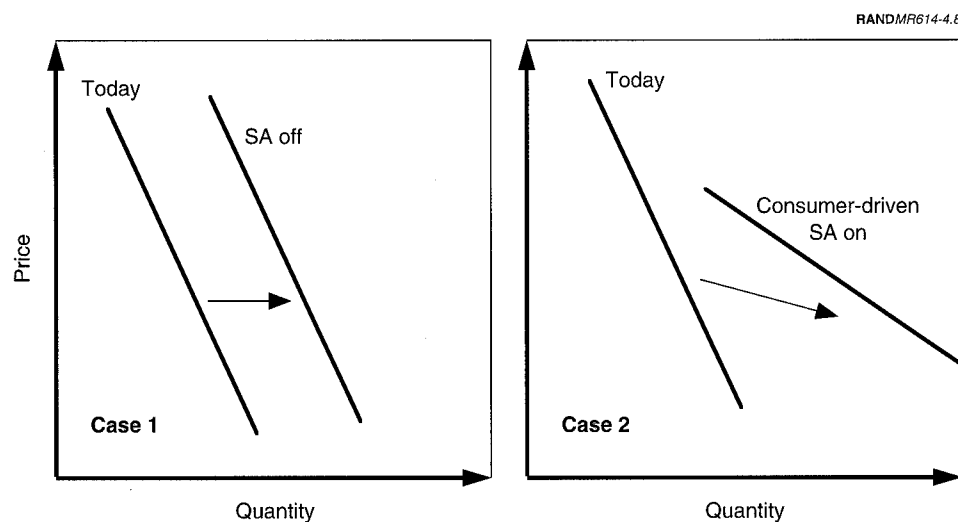 RANDMR614-4.8
Today
SA off
Price
Case 1
Quantity
Today
Consumer-driven
SA on
Case 2
Quantity